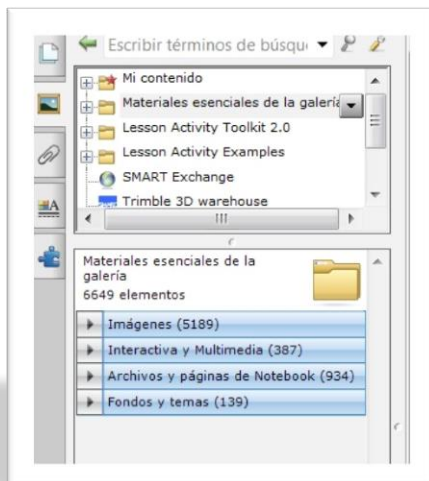 Escribir términos de búsqu
Mi contenido
Materiales esenciales de la galería
Lesson Activity Toolkit 2.0
Lesson Activity Examples
SMART Exchange
Trimble 3D warehouse
Materiales esenciales de la
galería
6649 elementos
Imágenes (5189)
Interactiva y Multimedia (387)
Archivos y páginas de Notebook (934)
Fondos y temas (139)